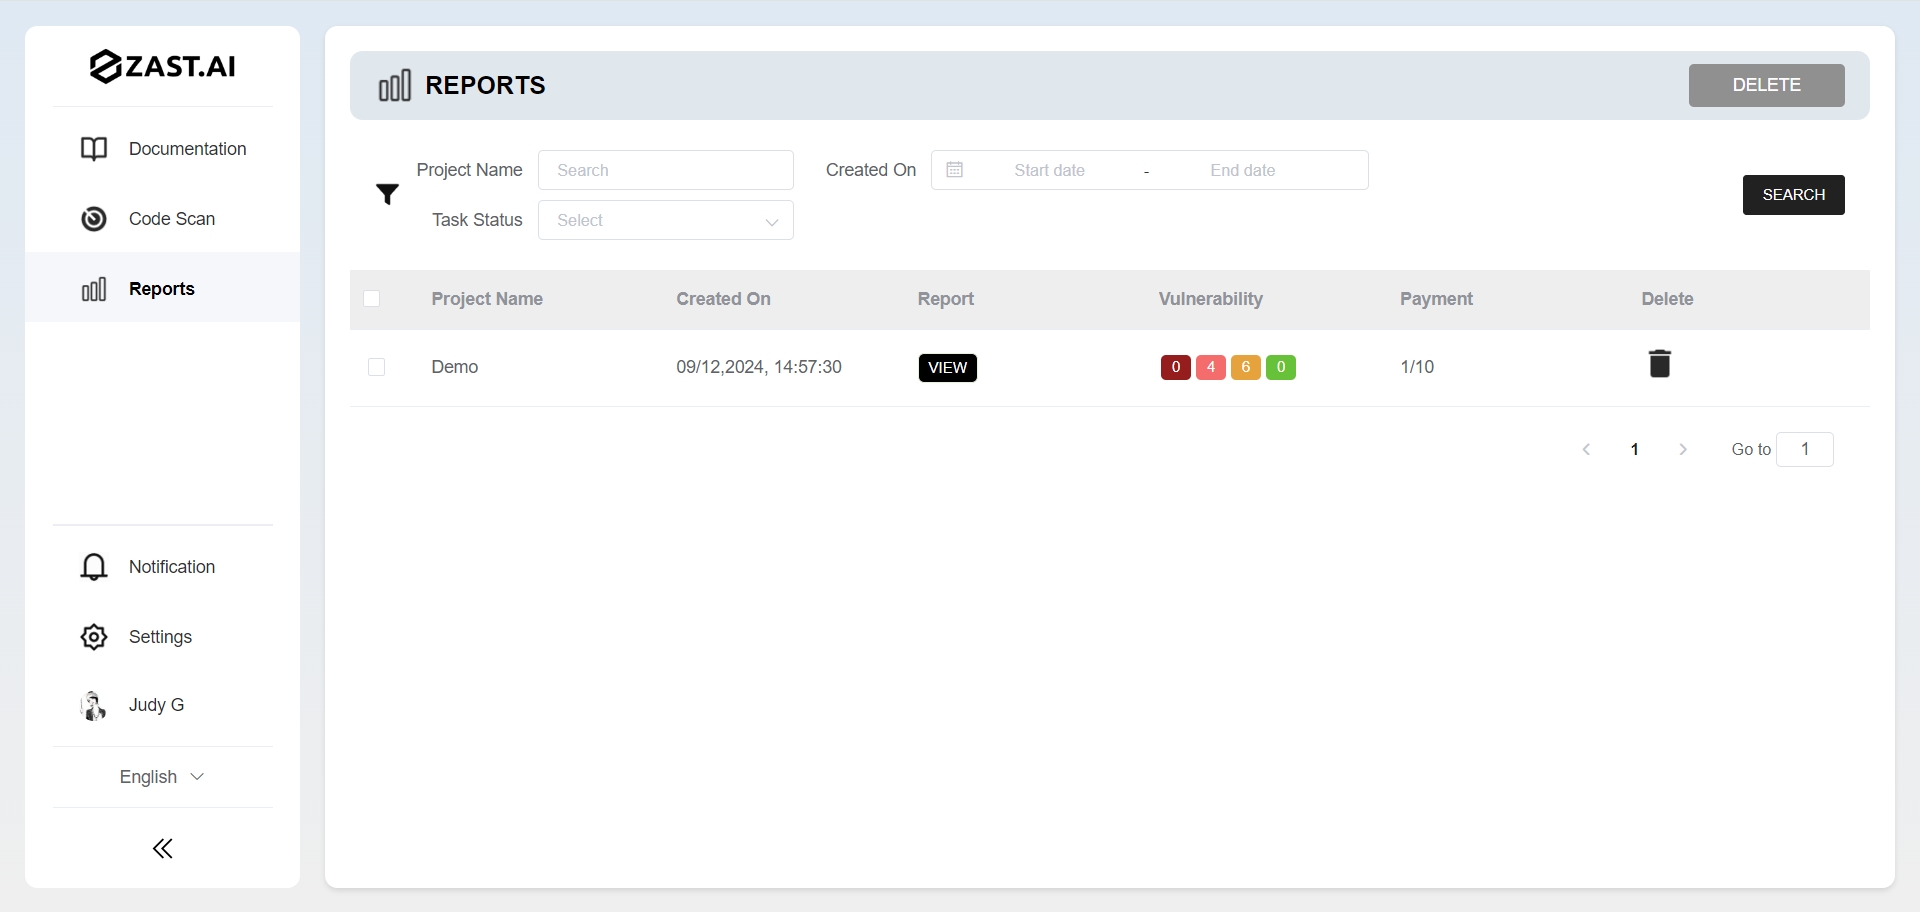 ZAST.AI
Documentation
Code Scan
Reports
Notification
Settings
Judy G
English
REPORTS
DELETE
Project Name Search Created On Start date - End date
Task Status Select
SEARCH
Project Name Created On Report Vulnerability Payment Delete
Demo 09/12,2024, 14:57:30 VIEW 0 4 6 0 1/10
1 Go to 1